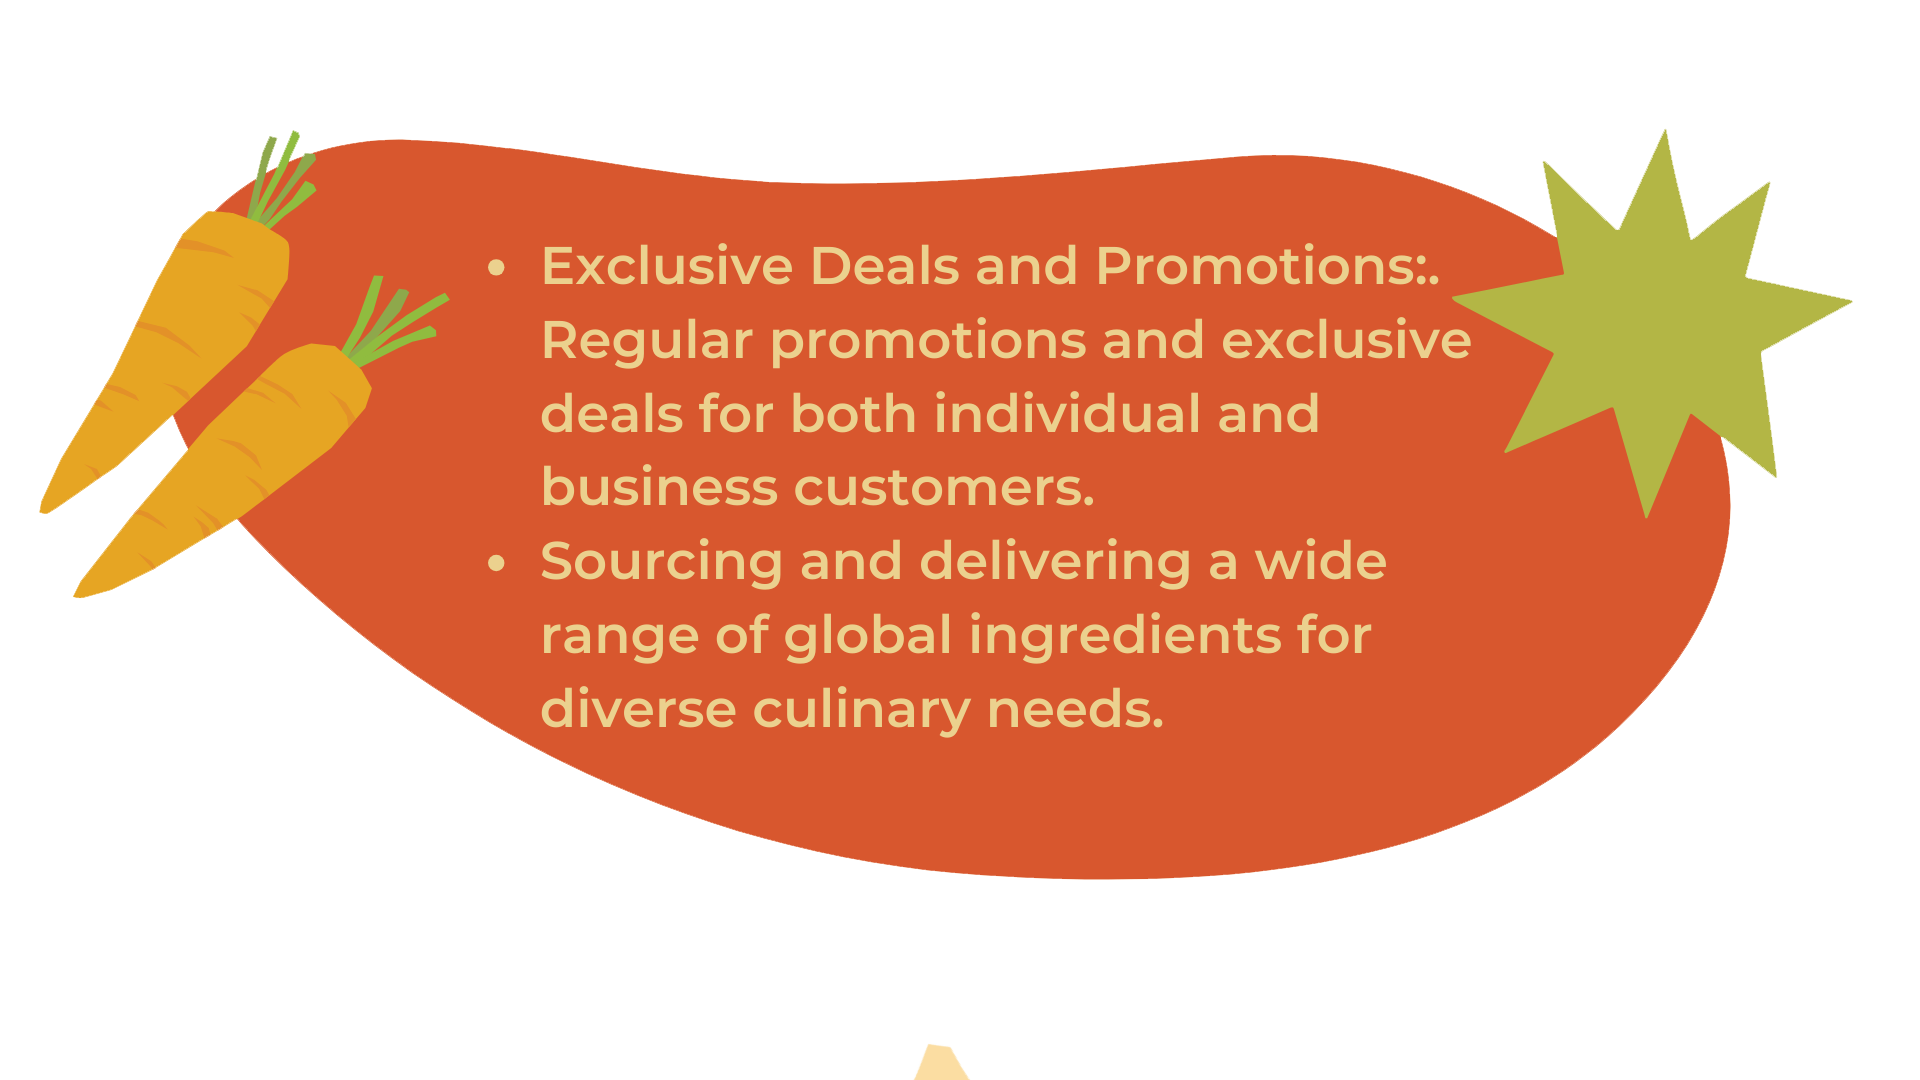 • Exclusive Deals and Promotions:.
Regular promotions and exclusive
deals for both individual and
business customers.
• Sourcing and delivering a wide
range of global ingredients for
diverse culinary needs.